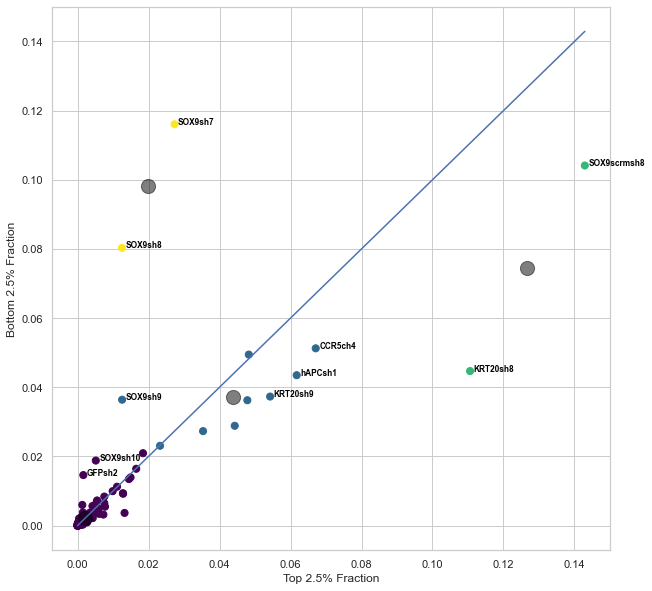 0.14
0.12
0.10
0.08
0.06
0.04
0.02
0.00
Bottom 2.5% Fraction
SOX9sh7
SOX9scrmsh8
SOX9sh8
CCR5ch4
hAPCsh1
KRT20sh8
KRT20sh9
SOX9sh9
SOX9sh10
GFPsh2
0.00 0.02 0.04 0.06 0.08 0.10 0.12 0.14
Top 2.5% Fraction